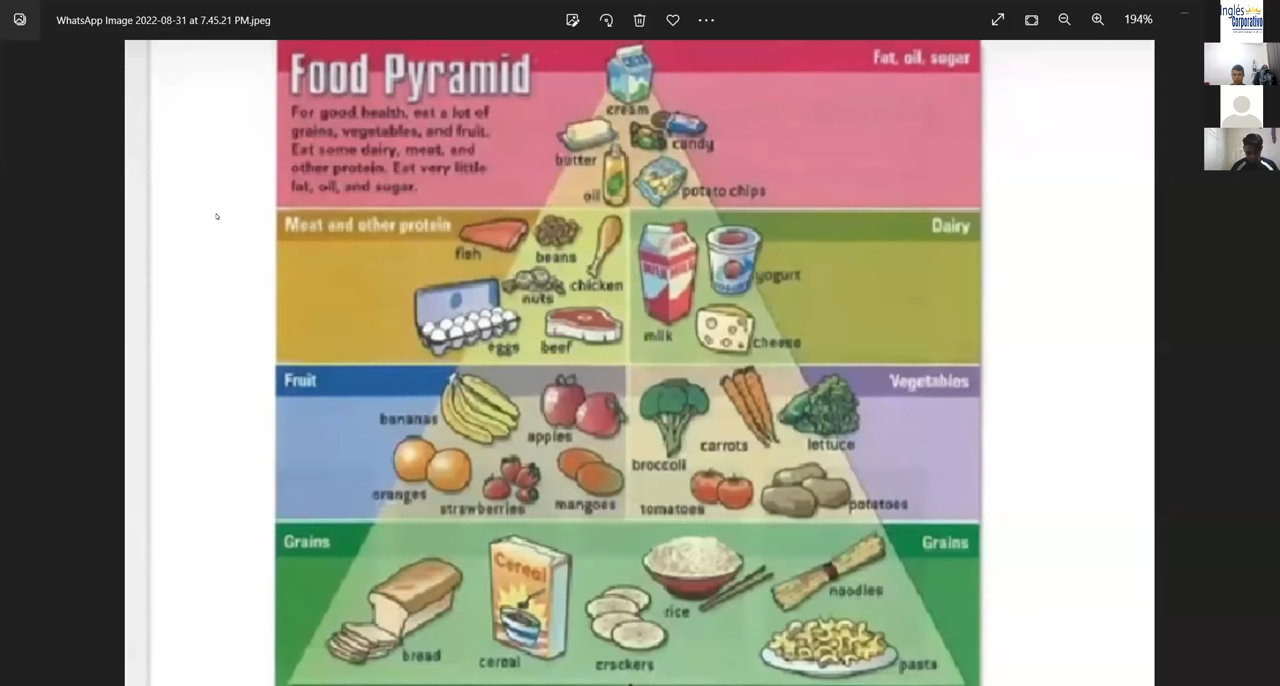 WhatsApp Image 2022-08-31 at 7.45.21 PM.jpeg
194%
Inglés
Corporativo
Food Pyramid
Fat, oil, sugar
For good health, eat a lot of
grains, vegetables, and fruit.
Eat some dairy, meat, and
other protein. Eat very little
fat, oil, and sugar.
cream
butter
candy
oil
potato chips
Meat and other protein
Dairy
fish
beans
chicken
nuts
eggs
beef
MILK
milk
yogurt
cheese
Fruit
Vegetables
bananas
apples
oranges
strawberries
mangoes
broccoli
carrots
lettuce
tomatoes
potatoes
Grains
Grains
bread
Cereal
cereal
crackers
rice
noodles
pasta